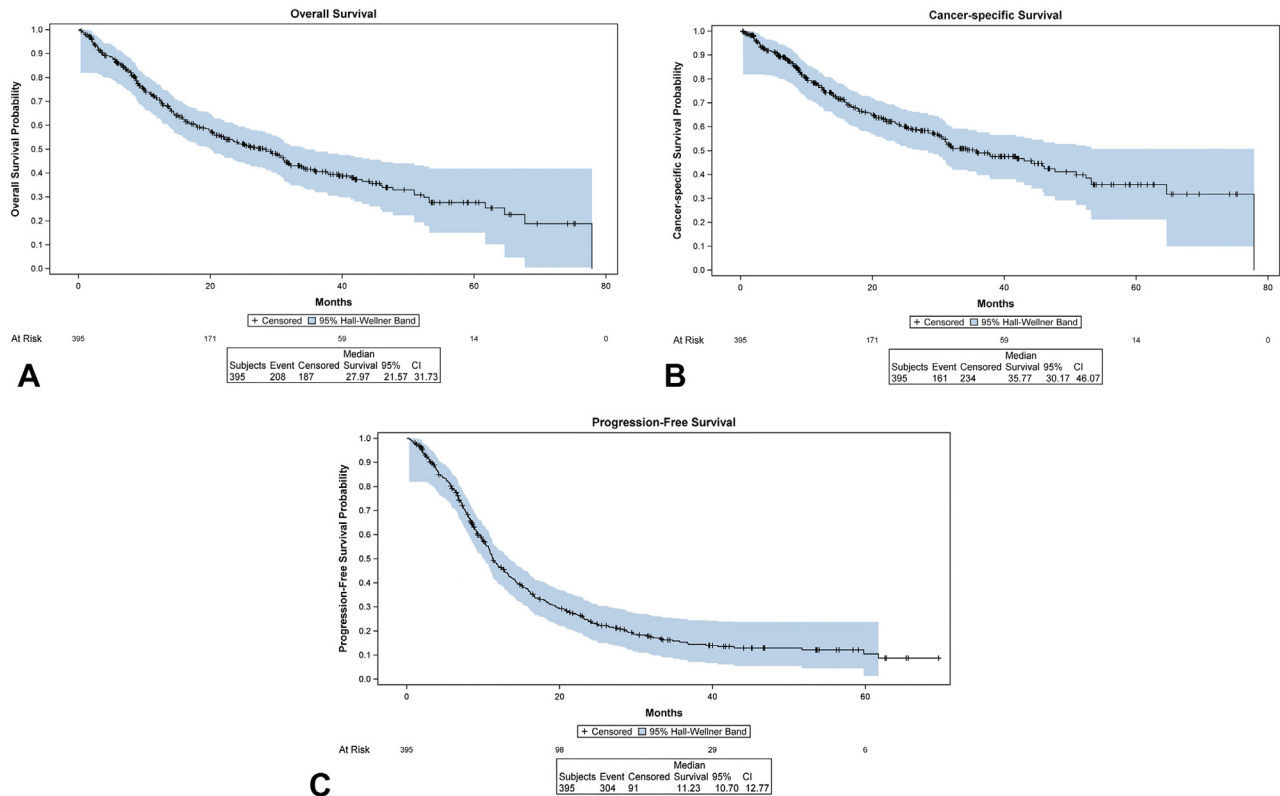 Overall Survival
1.0
0.9
0.8
0.7
0.6
0.5
0.4
0.3
0.2
0.1
0.0
Overall Survival Probability
0 20 40 60 80
Months
+ Censored 95% Hall-Wellner Band
At Risk 395 171 59 14 0
Median
Subjects Event Censored Survival 95% CI
395 208 187 27.97 21.57 31.73
A
Cancer-specific Survival
1.0
0.9
0.8
0.7
0.6
0.5
0.4
0.3
0.2
0.1
0.0
Cancer-specific Survival Probability
0 20 40 60 80
Months
+ Censored 95% Hall-Wellner Band
At Risk 395 171 59 14 0
Median
Subjects Event Censored Survival 95% CI
395 161 234 35.77 30.17 46.07
B
Progression-Free Survival
1.0
0.9
0.8
0.7
0.6
0.5
0.4
0.3
0.2
0.1
0.0
Progression-Free Survival Probability
0 20 40 60
Months
+ Censored 95% Hall-Wellner Band
At Risk 395 98 29 6
Median
Subjects Event Censored Survival 95% CI
395 304 91 11.23 10.70 12.77
C